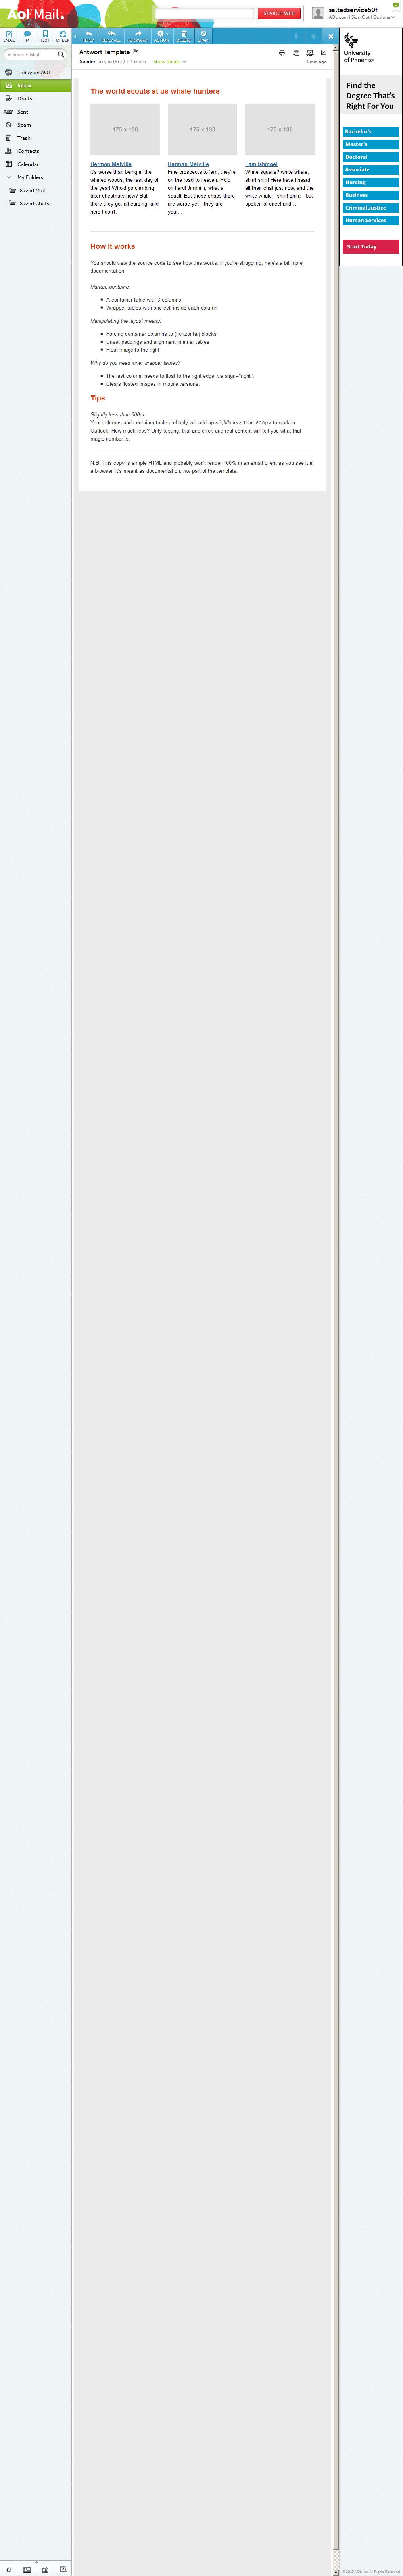 Aol Mail.
SEARCH WEB
saltedservice50f
AOL.com | Sign Out | Options
EMAIL IM TEXT CHECK
REPLY REPLY ALL FORWARD ACTION DELETE SPAM
Search Mail
Today on AOL
Inbox
Drafts
Sent
Spam
Trash
Contacts
Calendar
My Folders
Saved Mail
Saved Chats
Antwort Template
Sender to you (Bcc) + 1 more show details
1 min ago
The world scouts at us whale hunters
175 x 130
Herman Melville
It's worse than being in the
whirled woods, the last day of
the year! Who'd go climbing
after chestnuts now? But
there they go, all cursing, and
here I don't.
175 x 130
Herman Melville
Fine prospects to 'em; they're
on the road to heaven. Hold
on hard! Jimmini, what a
squall! But those chaps there
are worse yet—they are
your…
175 x 130
I am Ishmael
White squalls? white whale,
shirr! shirr! Here have I heard
all their chat just now, and the
white whale—shirr! shirr!—but
spoken of once! and…
How it works
You should view the source code to see how this works. If you're struggling, here's a bit more
documentation
Markup contains:
A container table with 3 columns
Wrapper tables with one cell inside each column
Manipulating the layout means:
Forcing container columns to (horizontal) blocks
Unset paddings and alignment in inner tables
Float image to the right
Why do you need inner wrapper tables?
The last column needs to float to the right edge, via align="right".
Clears floated images in mobile versions.
Tips
Slightly less than 600px
Your columns and container table probably will add up slightly less than 600px to work in
Outlook. How much less? Only testing, trial and error, and real content will tell you what that
magic number is.
N.B. This copy is simple HTML and probably won't render 100% in an email client as you see it in
a browser. It's meant as documentation, not part of the template.
University
of Phoenix®
Find the
Degree That's
Right For You
Bachelor's
Master's
Doctoral
Associate
Nursing
Business
Criminal Justice
Human Services
Start Today